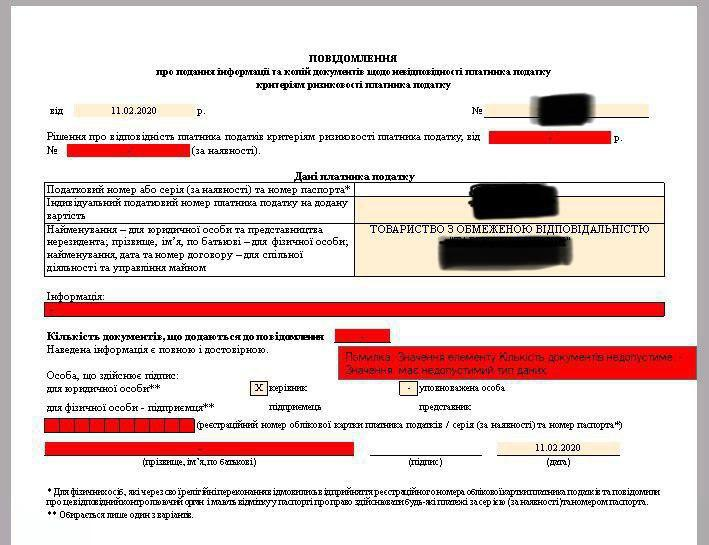 ПОВІДОМЛЕННЯ
про подання інформації та копій документів щодо невідповідності платника податку
критеріям ризиковості платника податку
від 11.02.2020 р. №
Рішення про відповідність платника податків критеріям ризиковості платника податку, від - р.
№ - (за наявності).
Дані платника податку
Податковий номер або серія (за наявності) та номер паспорта*
Індивідуальний податковий номер платника податку на додану
вартість
Найменування – для юридичної особи та представництва
нерезидента; прізвище, ім’я, по батькові – для фізичної особи;
найменування, дата та номер договору – для спільної
діяльності та управління майном
ТОВАРИСТВО З ОБМЕЖЕНОЮ ВІДПОВІДАЛЬНІСТЮ
Інформація:
-
Кількість документів, що додаються до повідомлення -
Наведена інформація є повною і достовірною.
Помилка. Значення елементу Кількість документів недопустиме. -
Значення має недопустимий тип даних
Особа, що здійснює підпис:
для юридичної особи** X керівник - уповноважена особа
для фізичної особи - підприємця** підприємець представник
(реєстраційний номер облікової картки платника податків / серія (за наявності) та номер паспорта*)
- 11.02.2020
(прізвище, ім’я, по батькові) (підпис) (дата)
* Для фізичних осіб, які через свої релігійні переконання відмовились від прийняття реєстраційного номера облікової картки платника податків та повідомили
про це відповідний контролюючий орган і мають відмітку у паспорті про право здійснювати будь-які платежі за серією (за наявності) та номером паспорта.
** Обирається лише один з варіантів.